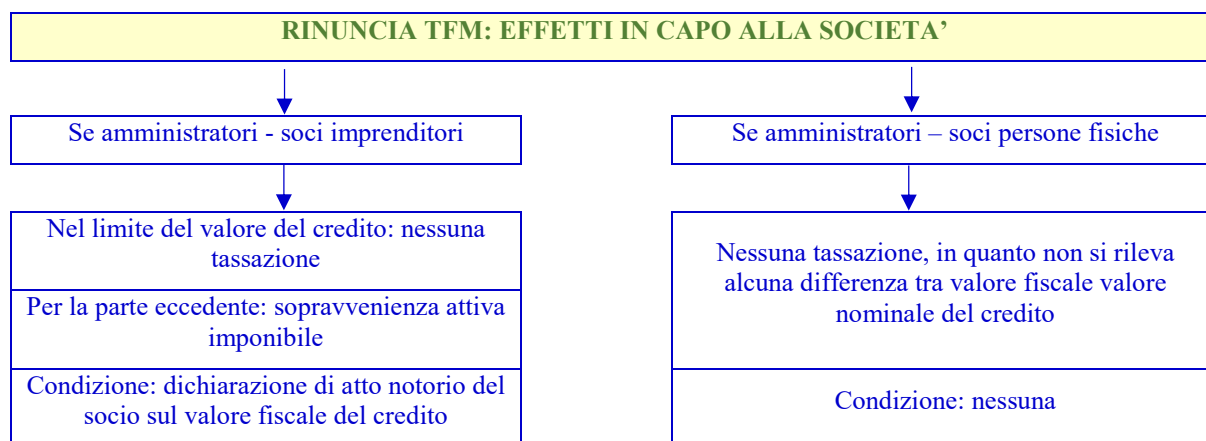 RINUNCIA TFM: EFFETTI IN CAPO ALLA SOCIETA’
Se amministratori - soci imprenditori
Nel limite del valore del credito: nessuna
tassazione
Per la parte eccedente: sopravvenienza attiva
imponibile
Condizione: dichiarazione di atto notorio del
socio sul valore fiscale del credito
Se amministratori – soci persone fisiche
Nessuna tassazione, in quanto non si rileva
alcuna differenza tra valore fiscale valore
nominale del credito
Condizione: nessuna